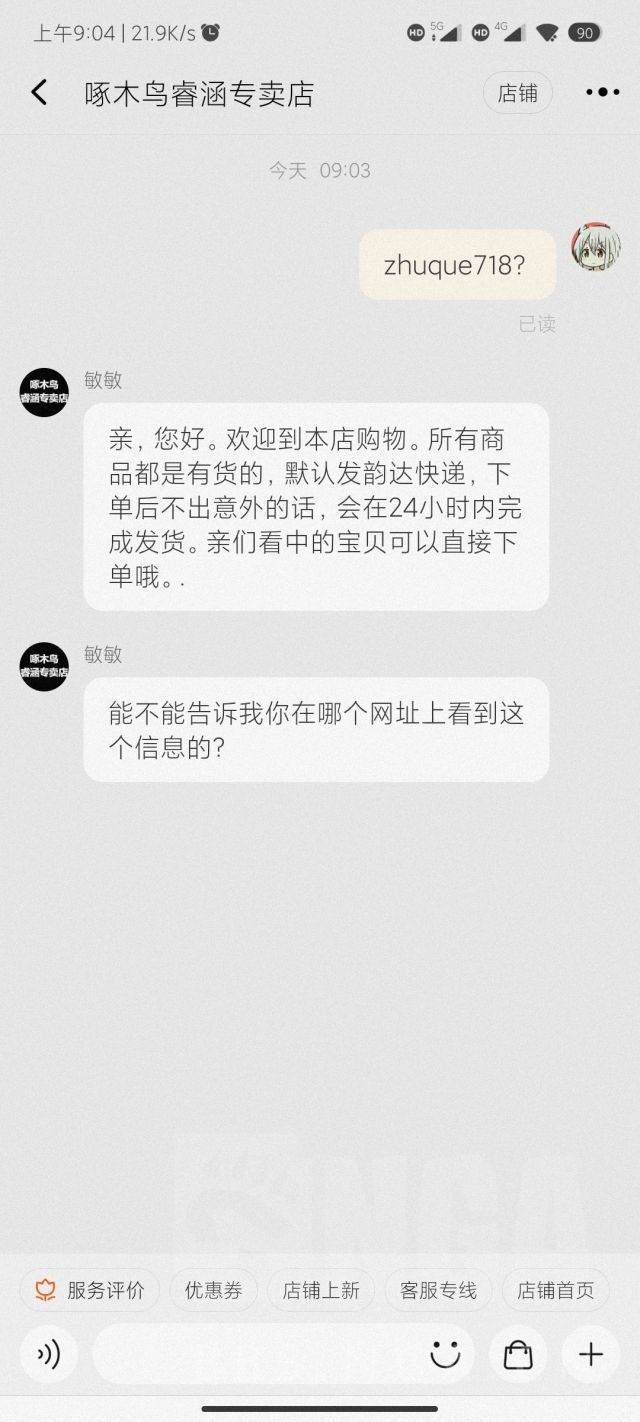 上午9:04 | 21.9K/s
HD 5G HD 4G 90
啄木鸟睿涵专卖店
店铺
今天 09:03
zhuque718?
已读
啄木鸟
睿涵专卖店
敏敏
亲，您好。欢迎到本店购物。所有商
品都是有货的，默认发韵达快递，下
单后不出意外的话，会在24小时内完
成发货。亲们看中的宝贝可以直接下
单哦。.
啄木鸟
睿涵专卖店
敏敏
能不能告诉我你在哪个网址上看到这
个信息的?
NGA
服务评价
优惠券
店铺上新
客服专线
店铺首页